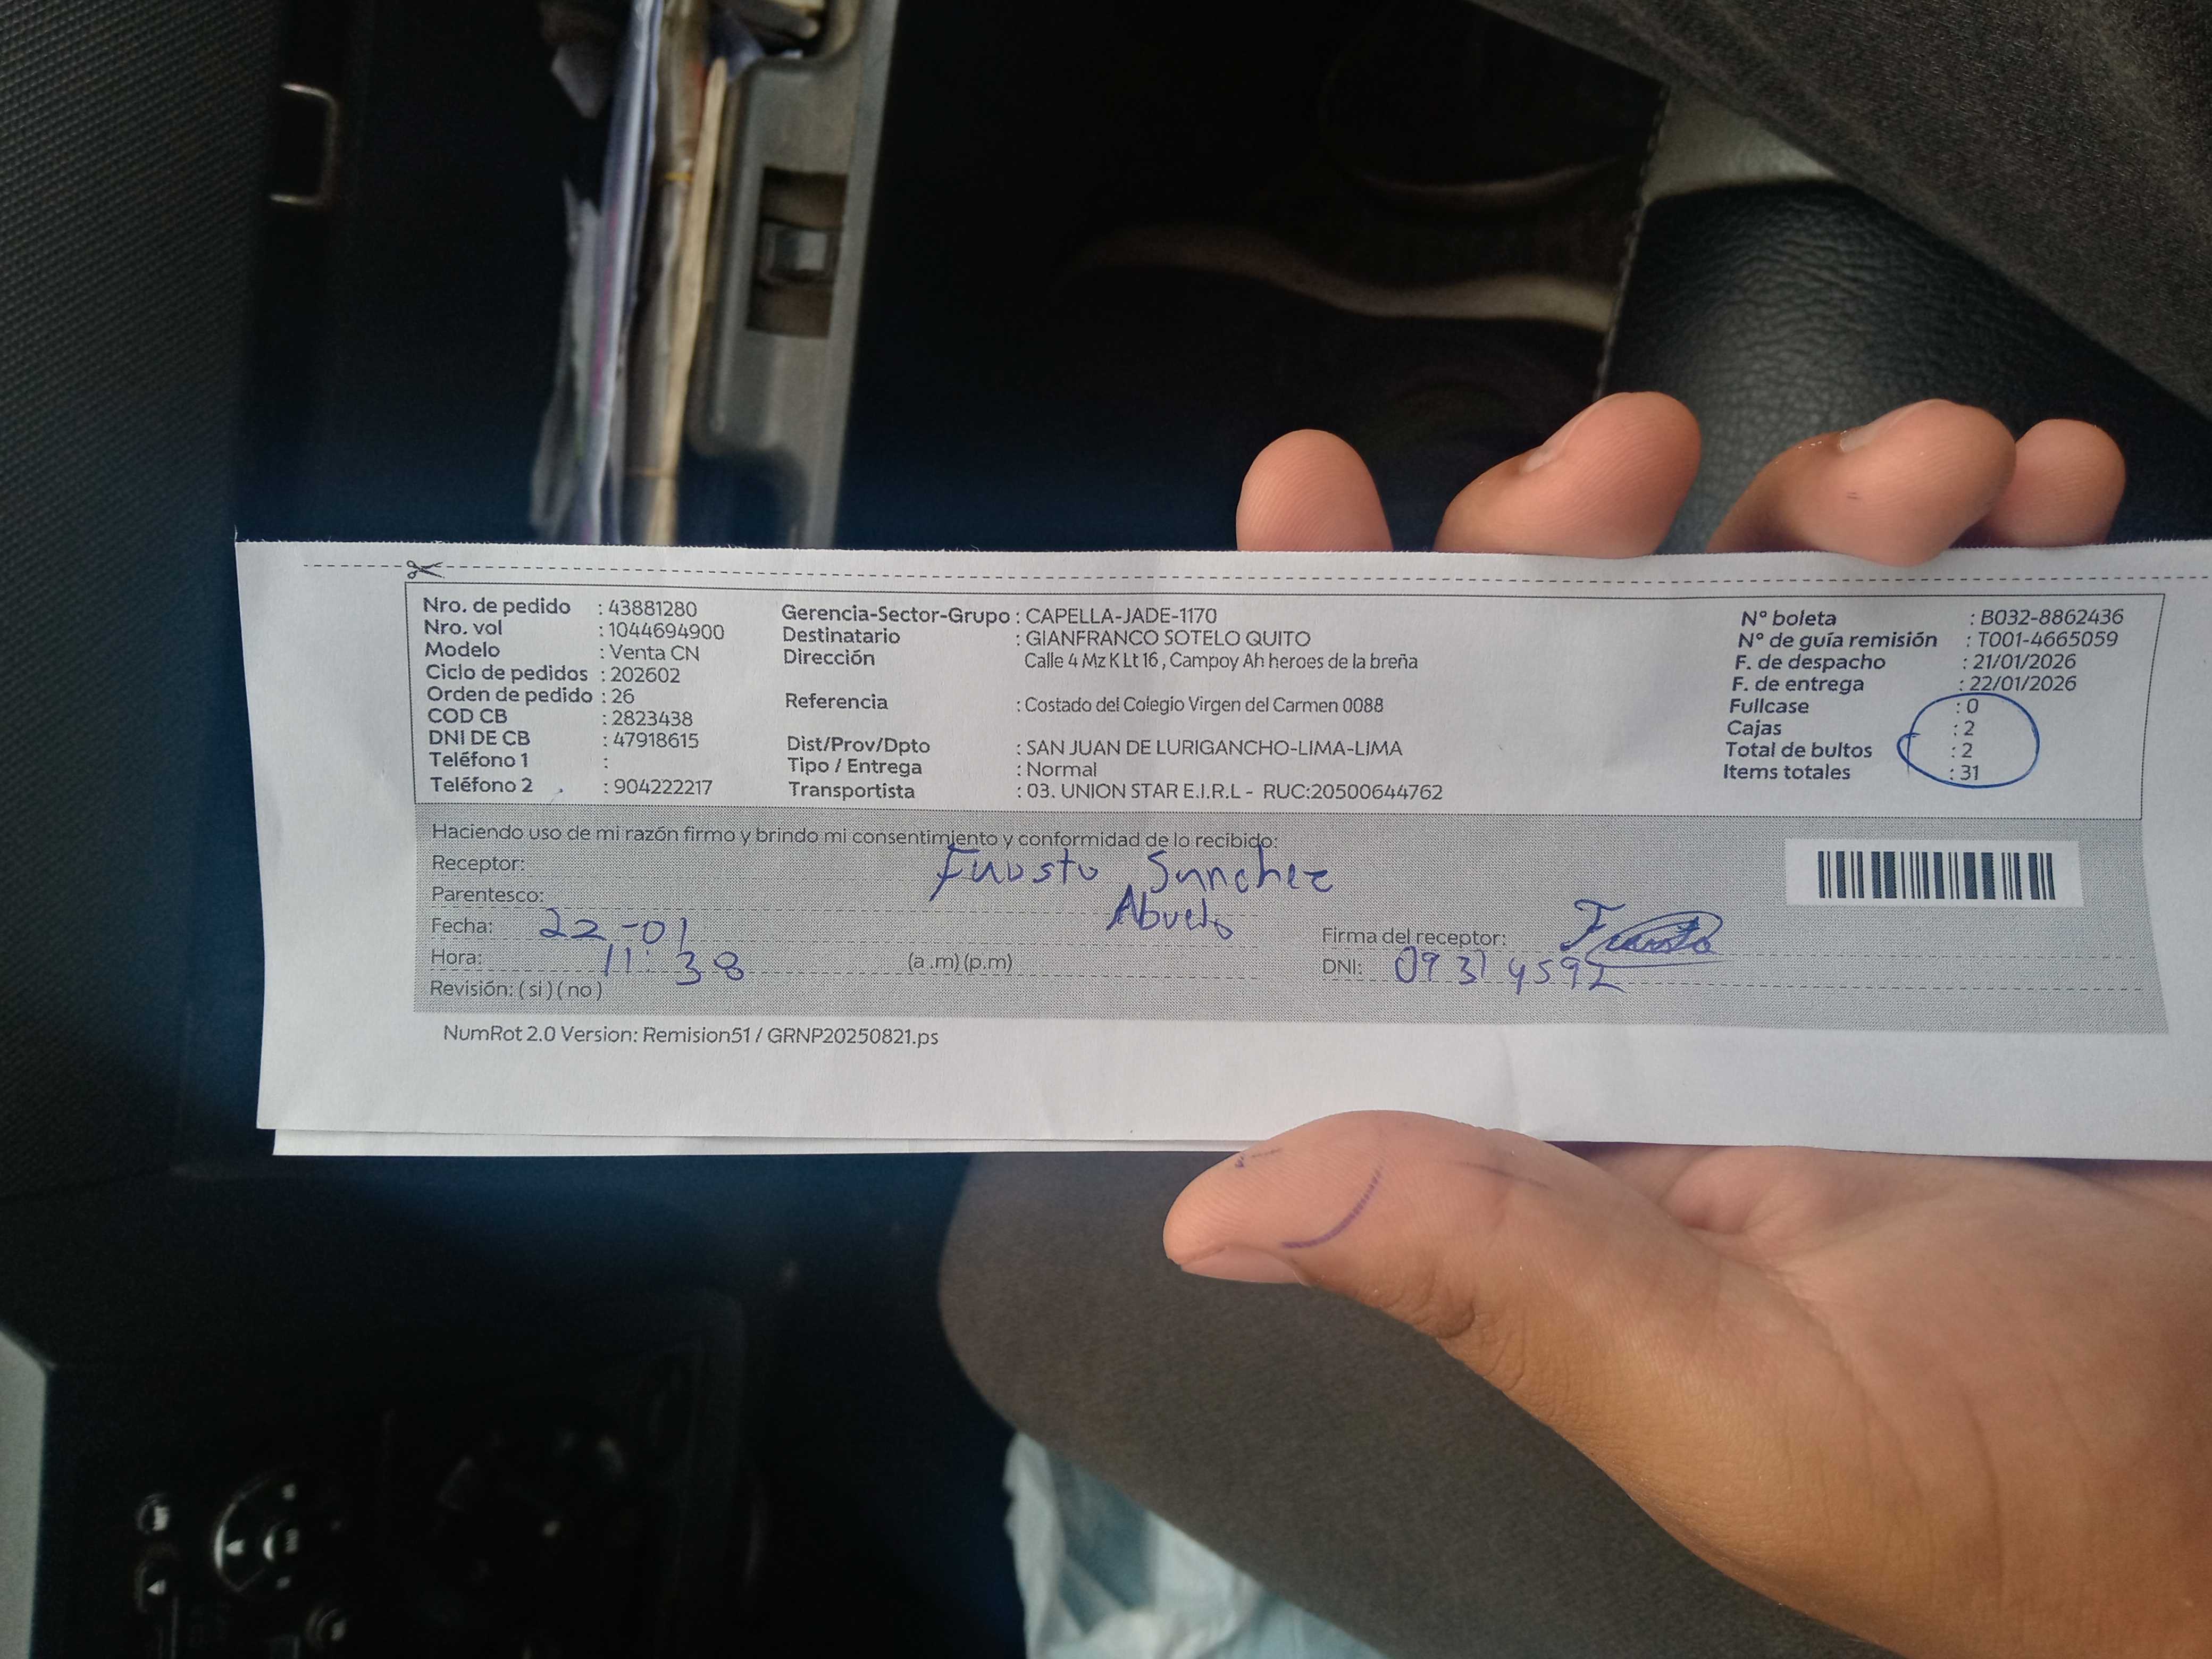 Nro. de pedido : 43881280
Nro. vol : 1044694900
Modelo : Venta CN
Ciclo de pedidos : 202602
Orden de pedido : 26
COD CB : 2823438
DNI DE CB : 47918615
Teléfono 1 :
Teléfono 2 : 904222217
Gerencia-Sector-Grupo : CAPELLA-JADE-1170
Destinatario : GIANFRANCO SOTELO QUITO
Dirección Calle 4 Mz K Lt 16 , Campoy Ah heroes de la breña
Referencia : Costado del Colegio Virgen del Carmen 0088
Dist/Prov/Dpto : SAN JUAN DE LURIGANCHO-LIMA-LIMA
Tipo / Entrega : Normal
Transportista : 03. UNION STAR E.I.R.L - RUC:20500644762
N° boleta : B032-8862436
N° de guía remisión : T001-4665059
F. de despacho : 21/01/2026
F. de entrega : 22/01/2026
Fullcase : 0
Cajas : 2
Total de bultos : 2
Items totales : 31
Haciendo uso de mi razón firmo y brindo mi consentimiento y conformidad de lo recibido:
Receptor: Fausto Sanchez
Parentesco: Abuelo
Fecha: 22-01
Hora: 11:38 (a .m) (p.m)
Revisión: ( si ) ( no )
Firma del receptor: Fausto
DNI:
NumRot 2.0 Version: Remision51 / GRNP20250821.ps